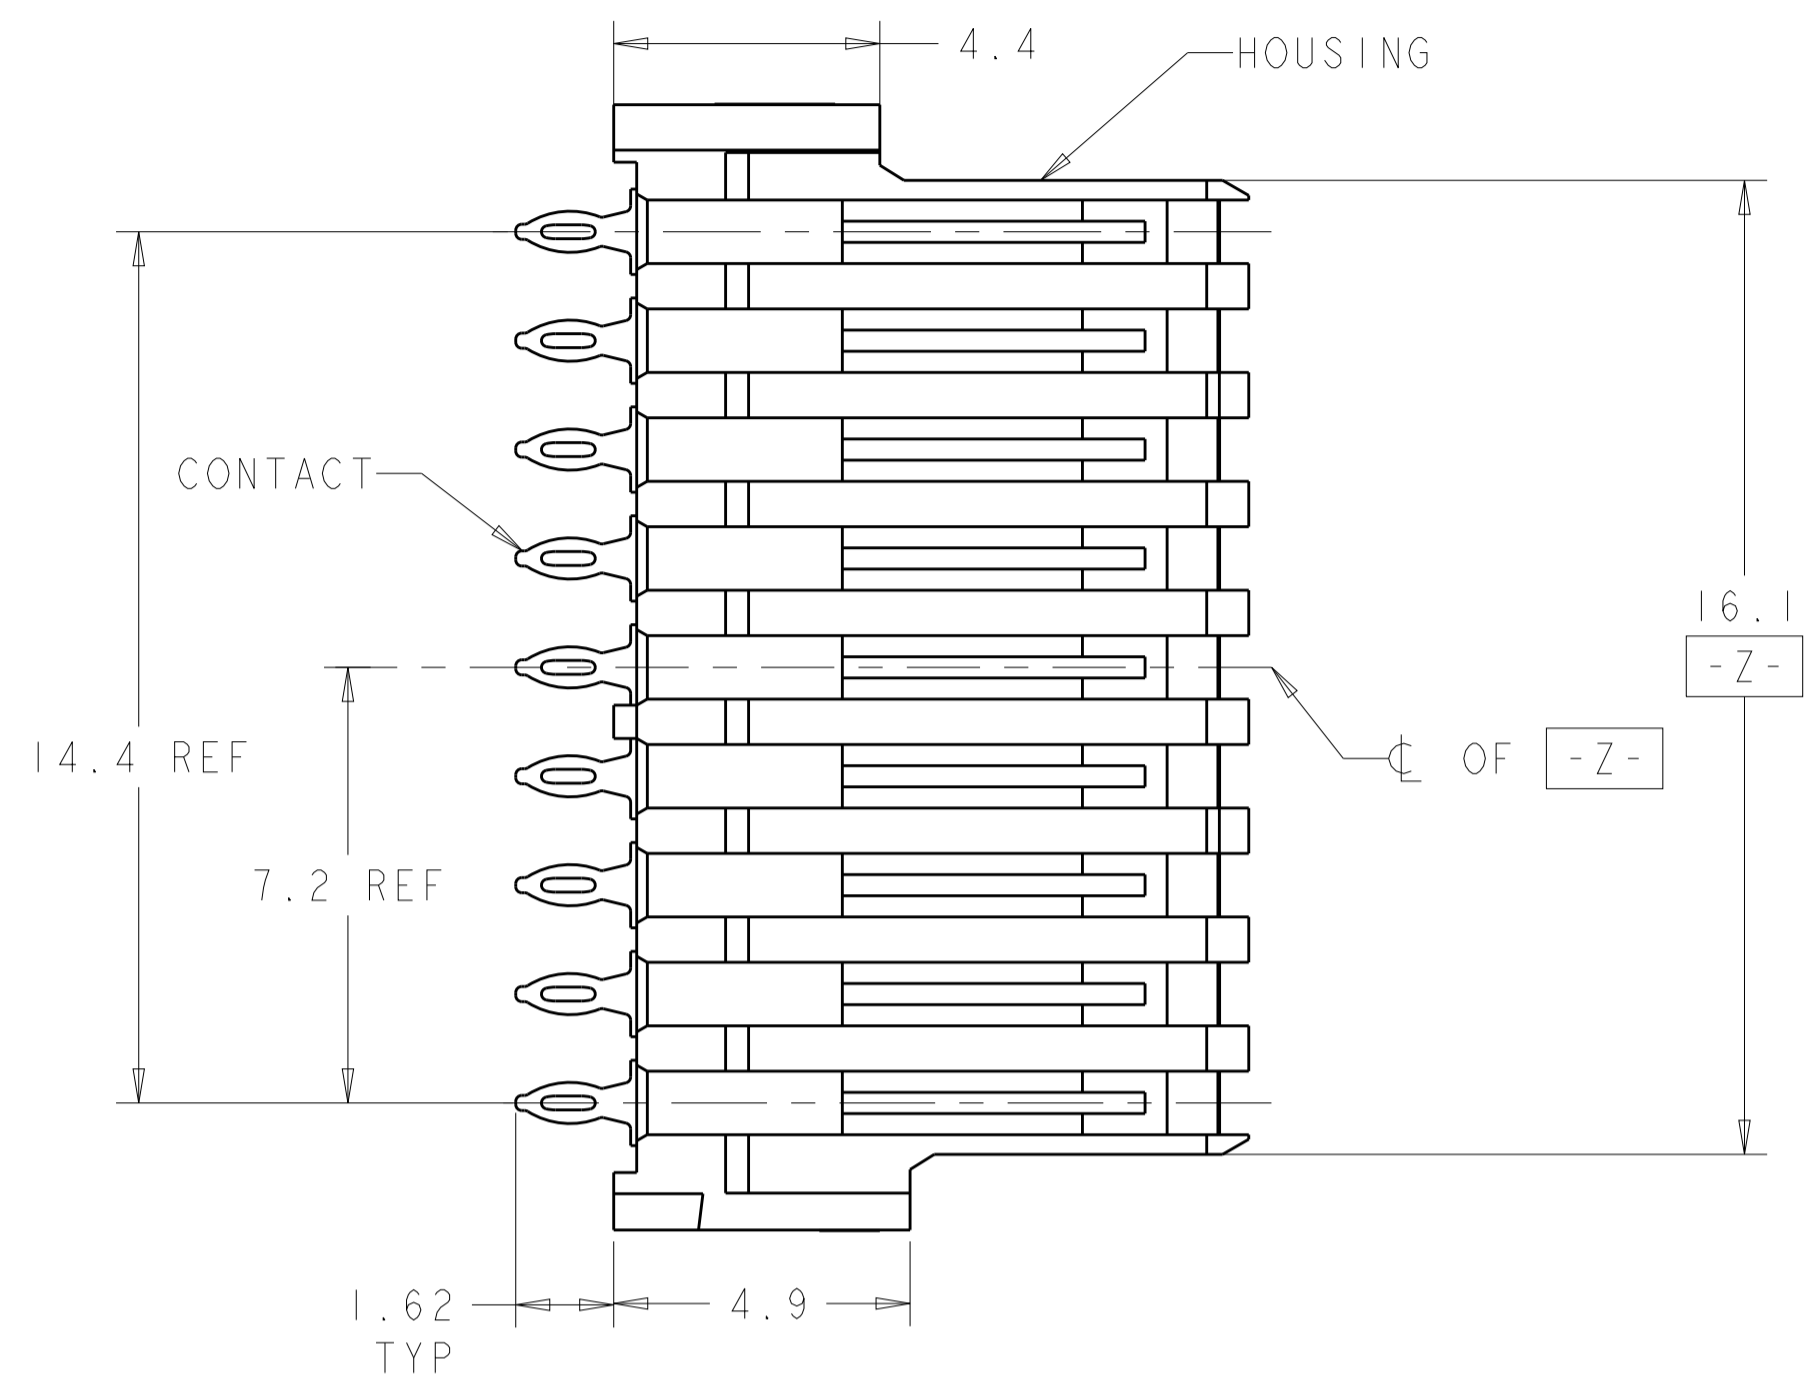 4.4
HOUSING
CONTACT
16.1
-Z-
14.4 REF
℄ OF -Z-
7.2 REF
1.62
TYP
4.9